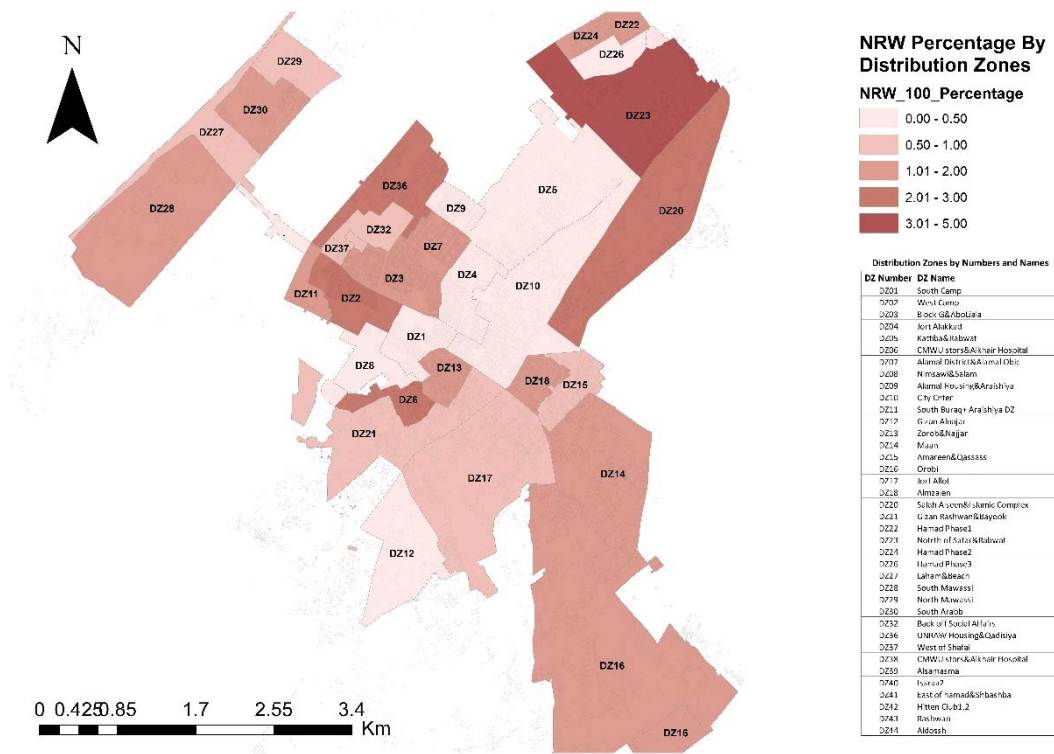 N
DZ29
DZ30
DZ27
DZ28
DZ24
DZ22
DZ26
DZ23
DZ5
DZ20
DZ36
DZ9
DZ32
DZ37
DZ7
DZ3
DZ4
DZ10
DZ11
DZ2
DZ1
DZ8
DZ13
DZ18
DZ15
DZ6
DZ21
DZ17
DZ14
DZ12
DZ16
DZ16
0 0.425 0.85 1.7 2.55 3.4
Km
NRW Percentage By
Distribution Zones
NRW_100_Percentage
0.00 - 0.50
0.50 - 1.00
1.01 - 2.00
2.01 - 3.00
3.01 - 5.00
Distribution Zones by Numbers and Names
DZ Number DZ Name
DZ01 South Camp
DZ02 West Camp
DZ03 Block G&AboLiala
DZ04 Jort Alakkad
DZ05 Kattiba&Rabwat
DZ06 CMWU stors&Alkhair Hospital
DZ07 Alamal District&Alamal Obic
DZ08 Nimsawi&Salam
DZ09 Alamal Housing&Araishiya
DZ10 City Cnter
DZ11 South Buraq+ Araishiya DZ
DZ12 Gizan Alnajar
DZ13 Zorob&Najjar
DZ14 Maan
DZ15 Amareen&Qassass
DZ16 Orobi
DZ17 Jort Allot
DZ18 Almzaien
DZ20 Salah Aiseen&Islamic Complex
DZ21 Gizan Rashwan&Bayook
DZ22 Hamad Phase1
DZ23 Notrth of Satar&Rabwat
DZ24 Hamad Phase2
DZ26 Hamad Phase3
DZ27 Laham&Beach
DZ28 South Mawassi
DZ29 North Mawassi
DZ30 South Arabb
DZ32 Back off Social Affairs
DZ36 UNRAW Housing&Qadisiya
DZ37 West of Shafai
DZ38 CMWU stors&Alkhair Hospital
DZ39 Alsamasma
DZ40 Issraa2
DZ41 East of hamad&Shbashba
DZ42 Hitten Club1,2
DZ43 Rashwan
DZ44 Aldossh